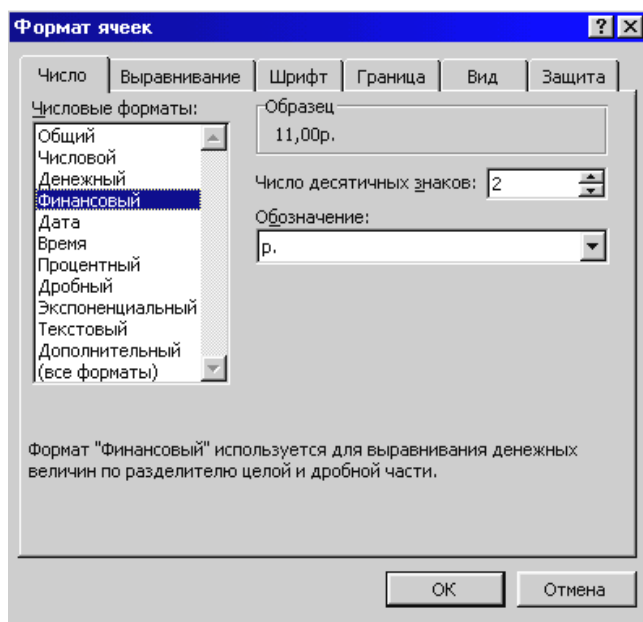 Формат ячеек
Число Выравнивание Шрифт Граница Вид Защита
Числовые форматы:
Общий
Числовой
Денежный
Финансовый
Дата
Время
Процентный
Дробный
Экспоненциальный
Текстовый
Дополнительный
(все форматы)
Образец
11,00р.
Число десятичных знаков: 2
Обозначение:
р.
Формат "Финансовый" используется для выравнивания денежных
величин по разделителю целой и дробной части.
ОК Отмена